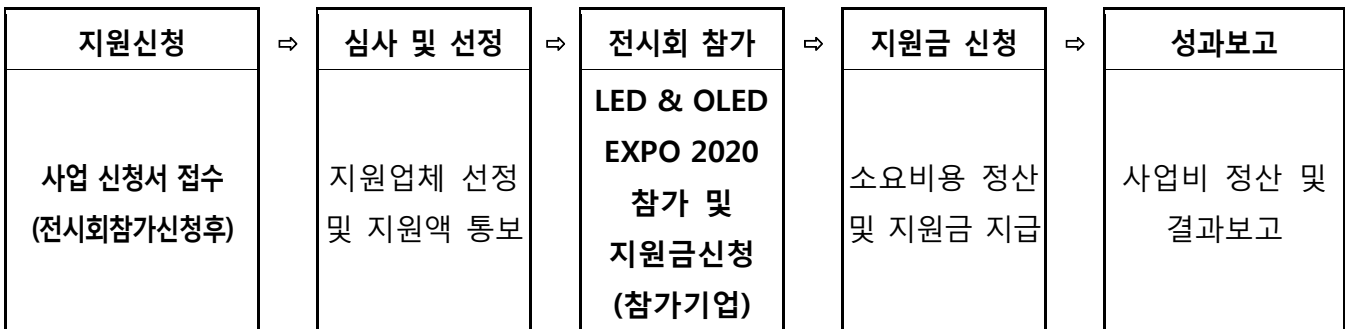 지원신청 ⇨ 심사 및 선정 ⇨ 전시회 참가 ⇨ 지원금 신청 ⇨ 성과보고
사업 신청서 접수
(전시회참가신청후)
지원업체 선정
및 지원액 통보
LED & OLED
EXPO 2020
참가 및
지원금신청
(참가기업)
소요비용 정산
및 지원금 지급
사업비 정산 및
결과보고